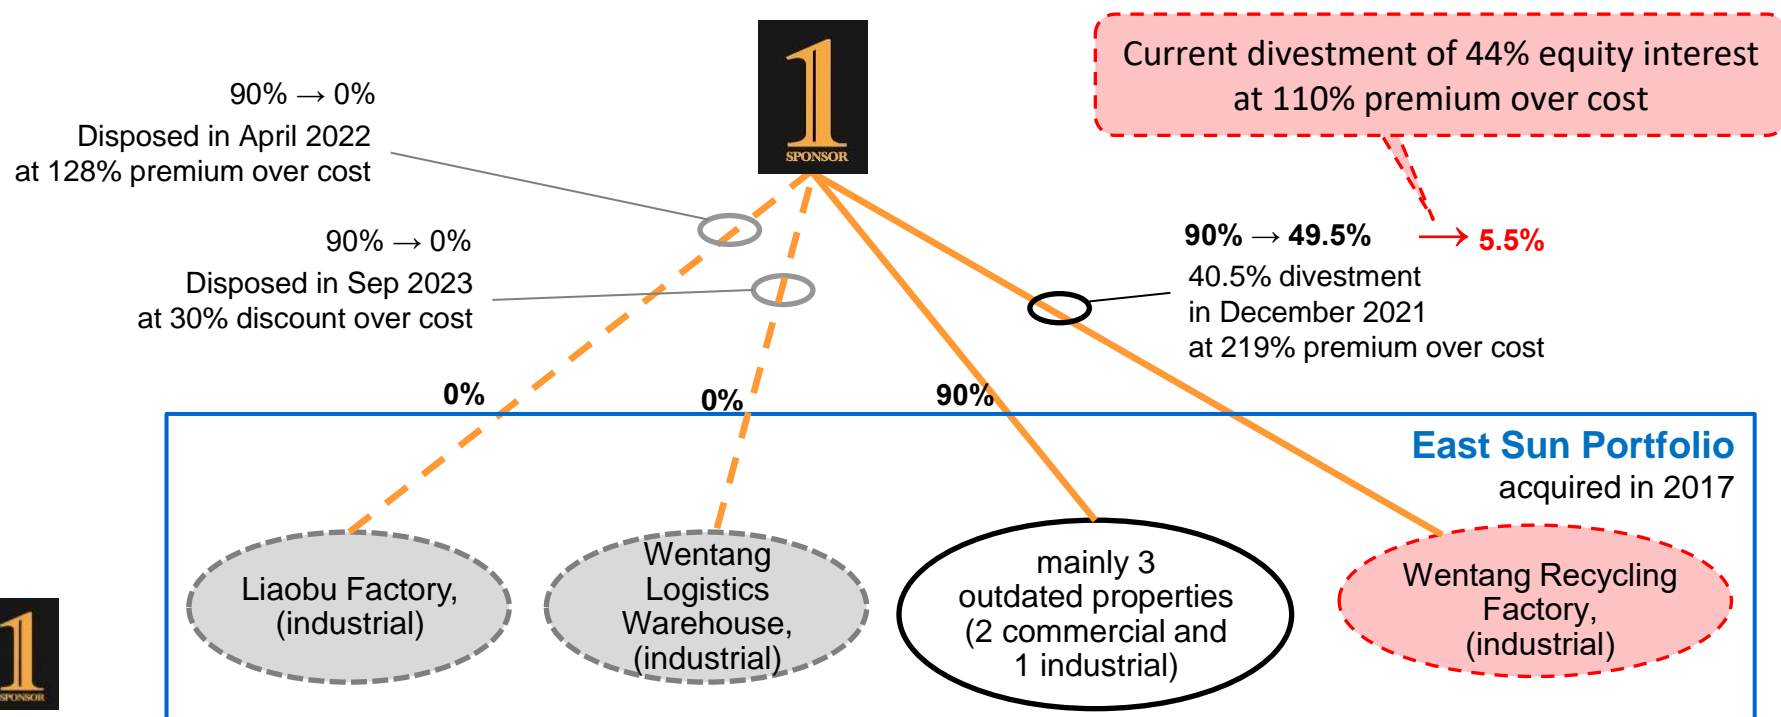 1
SPONSOR
Current divestment of 44% equity interest
at 110% premium over cost
90% → 0%
Disposed in April 2022
at 128% premium over cost
90% → 0%
Disposed in Sep 2023
at 30% discount over cost
90% → 49.5% → 5.5%
40.5% divestment
in December 2021
at 219% premium over cost
0%
0%
90%
East Sun Portfolio
acquired in 2017
Liaobu Factory,
(industrial)
Wentang
Logistics
Warehouse,
(industrial)
mainly 3
outdated properties
(2 commercial and
1 industrial)
Wentang Recycling
Factory,
(industrial)
1
SPONSOR